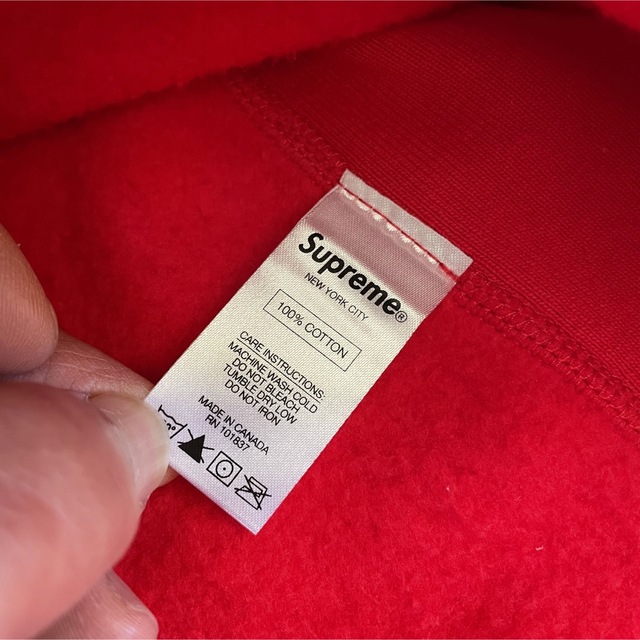 Supreme®
NEW YORK CITY
100% COTTON
CARE INSTRUCTIONS:
MACHINE WASH COLD
DO NOT BLEACH
TUMBLE DRY LOW
DO NOT IRON
MADE IN CANADA
RN 101837